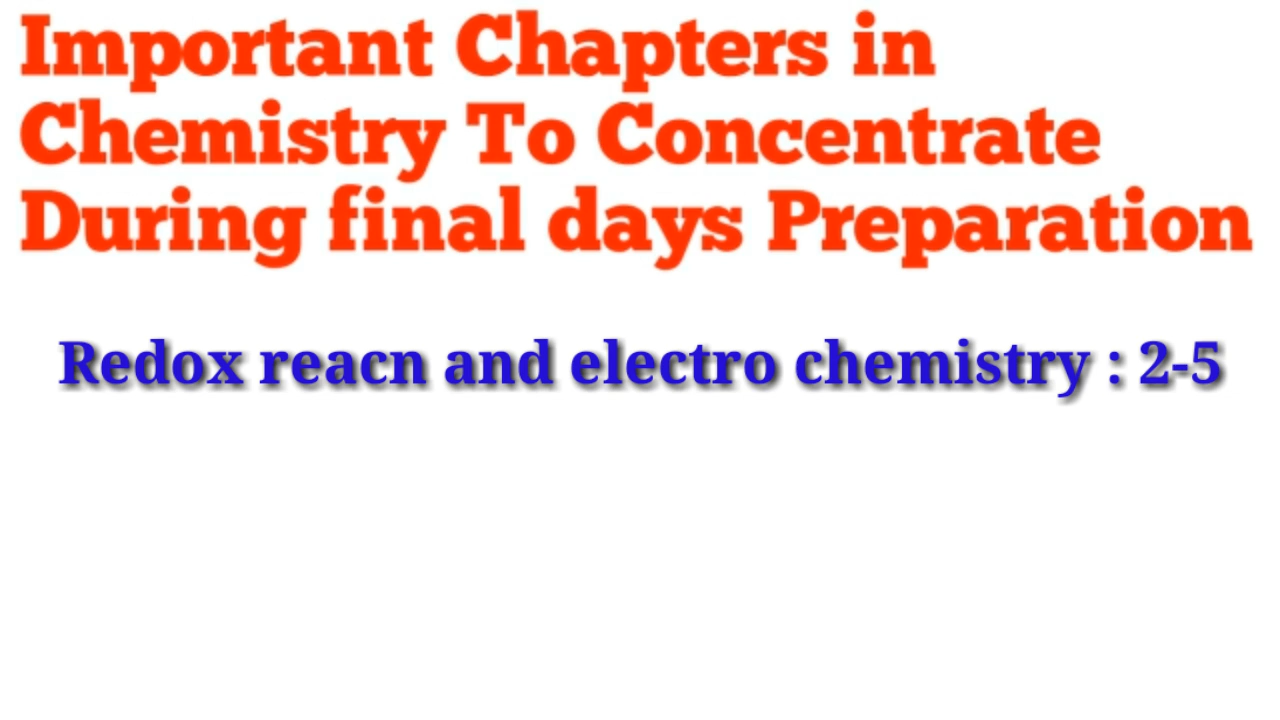 Important Chapters in
Chemistry To Concentrate
During final days Preparation
Redox reacn and electro chemistry : 2-5